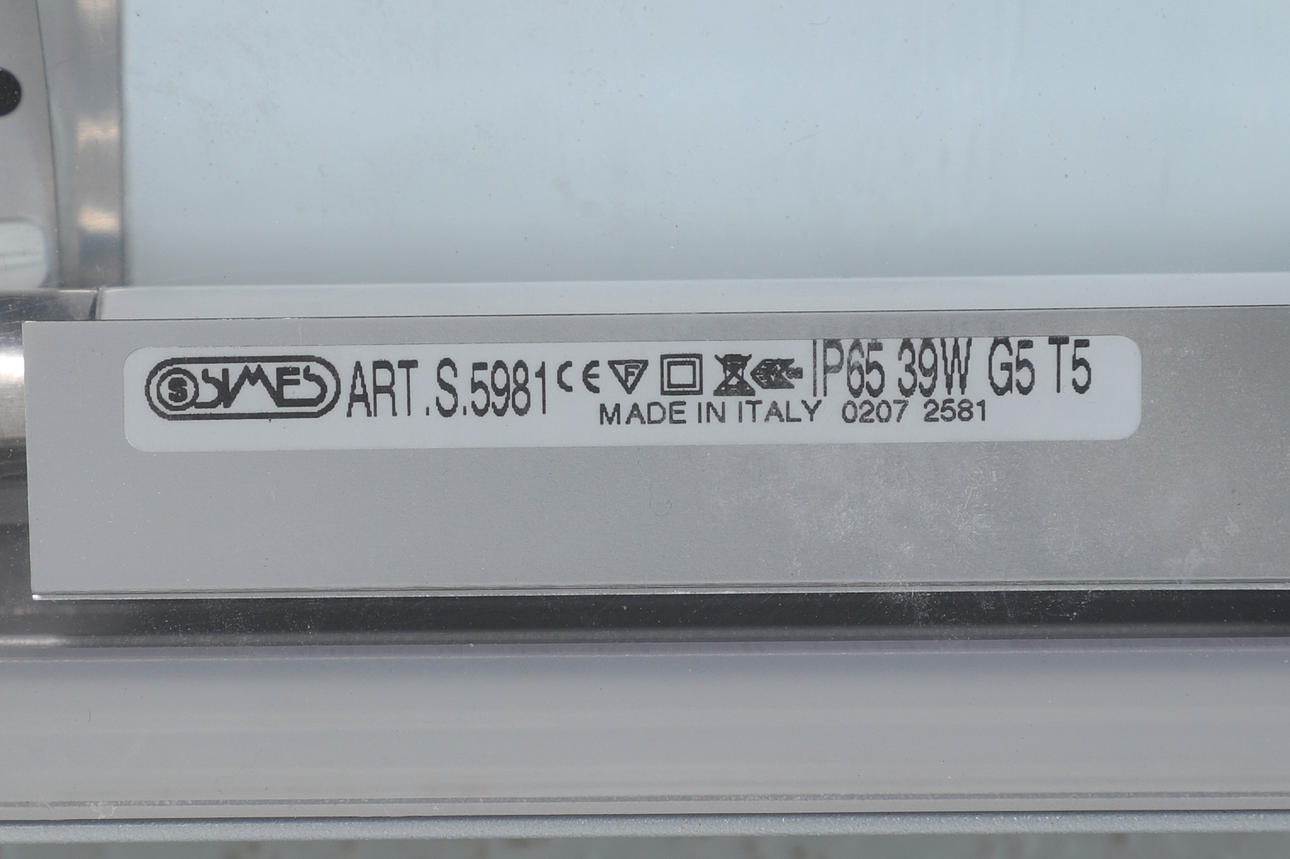 SIMES ART.S.5981 CE F IP65 39W G5 T5
MADE IN ITALY 0207 2581